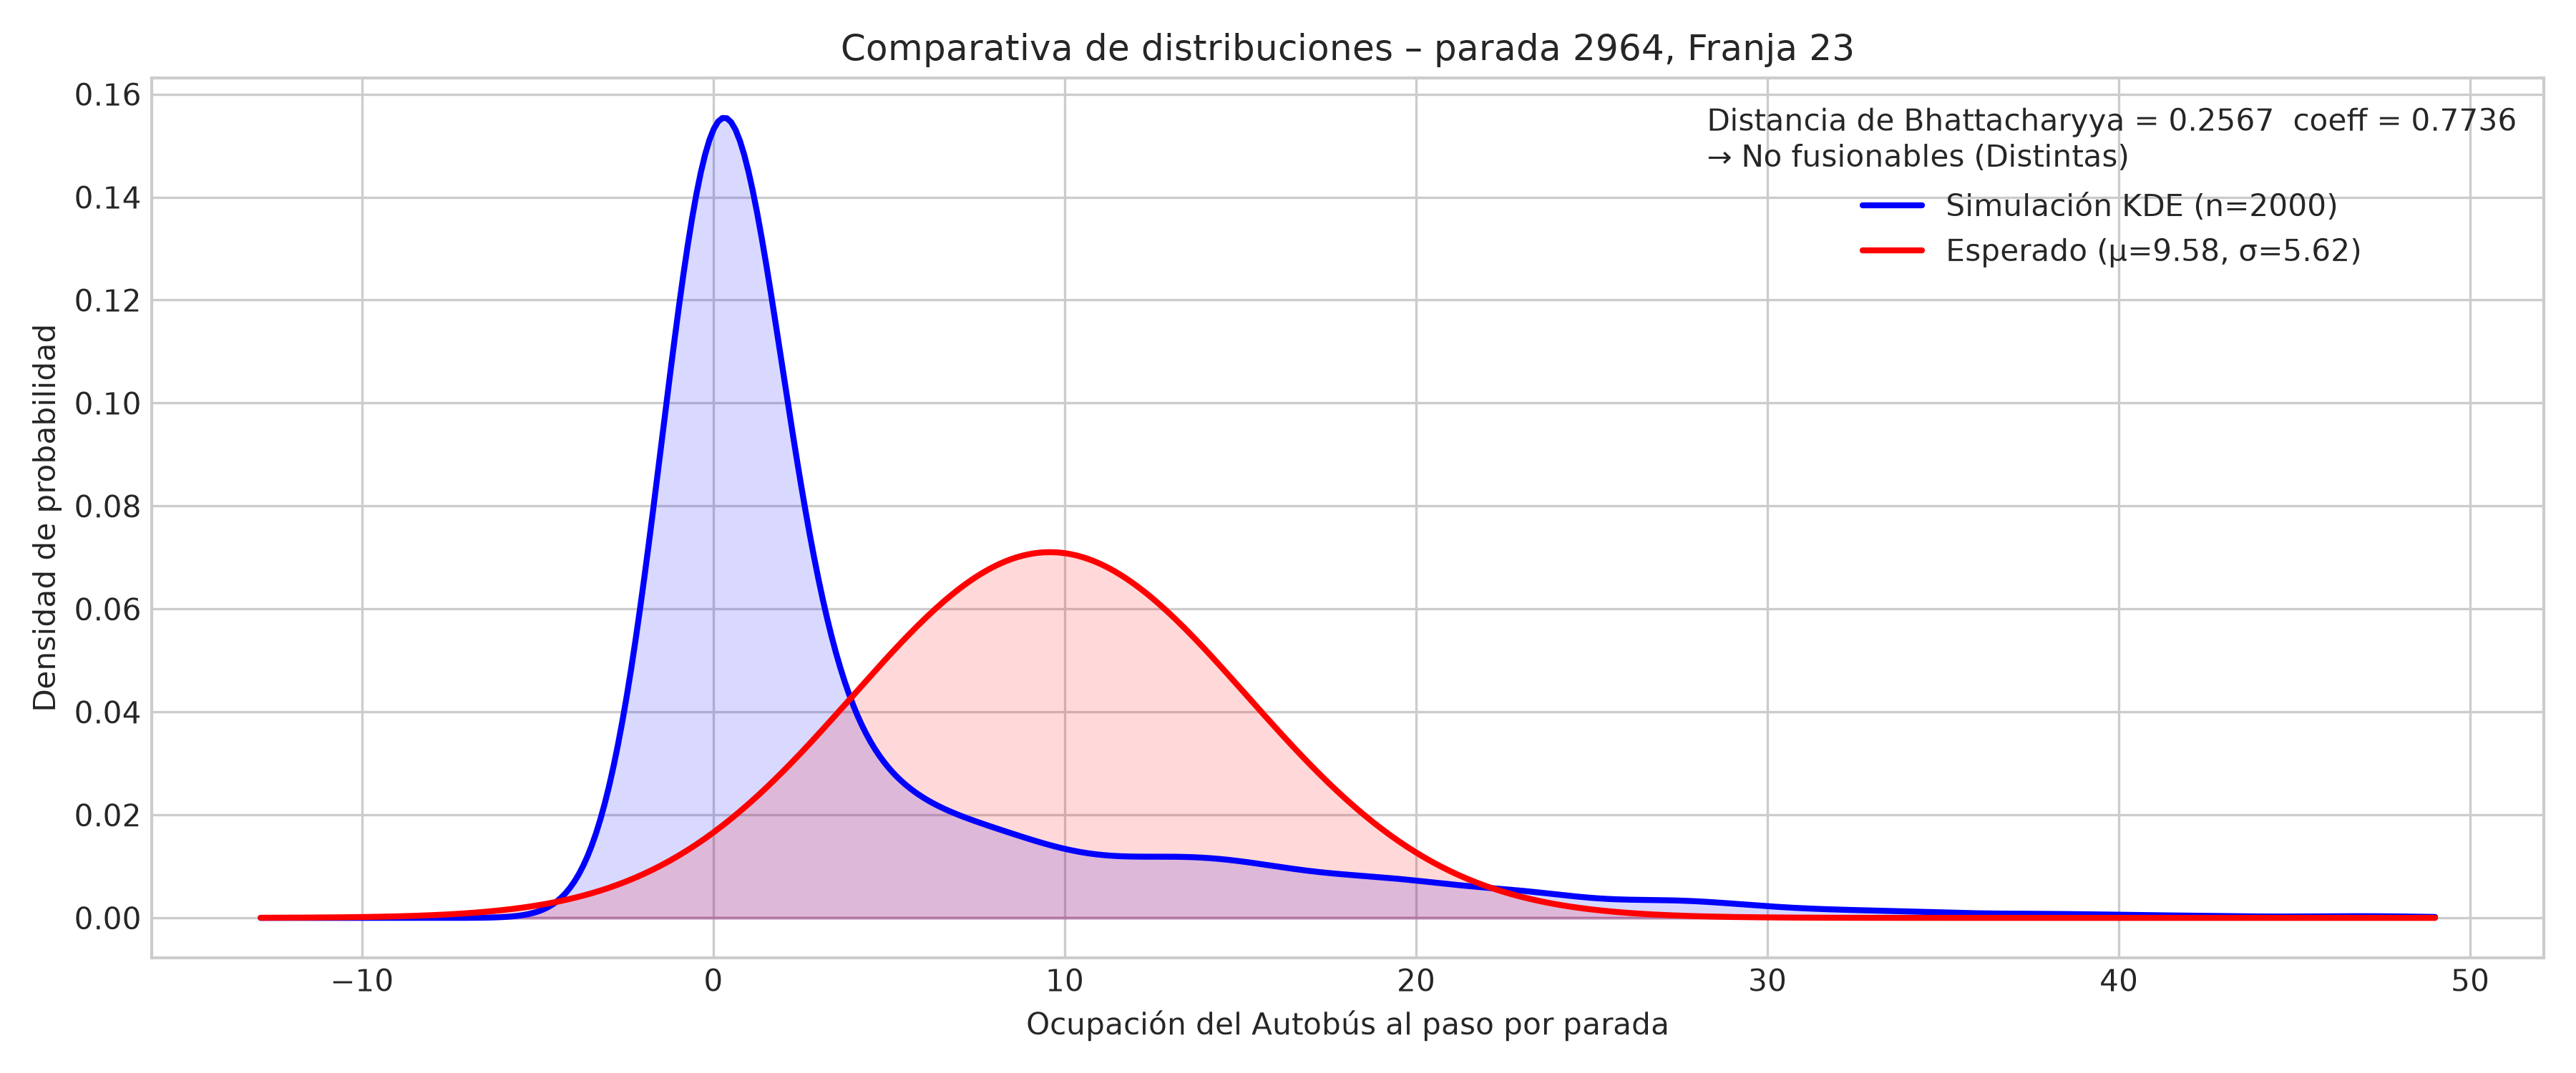 Comparativa de distribuciones – parada 2964, Franja 23
Distancia de Bhattacharyya = 0.2567  coeff = 0.7736
→ No fusionables (Distintas)
Simulación KDE (n=2000)
Esperado (μ=9.58, σ=5.62)
Densidad de probabilidad
0.16
0.14
0.12
0.10
0.08
0.06
0.04
0.02
0.00
−10
0
10
20
30
40
50
Ocupación del Autobús al paso por parada